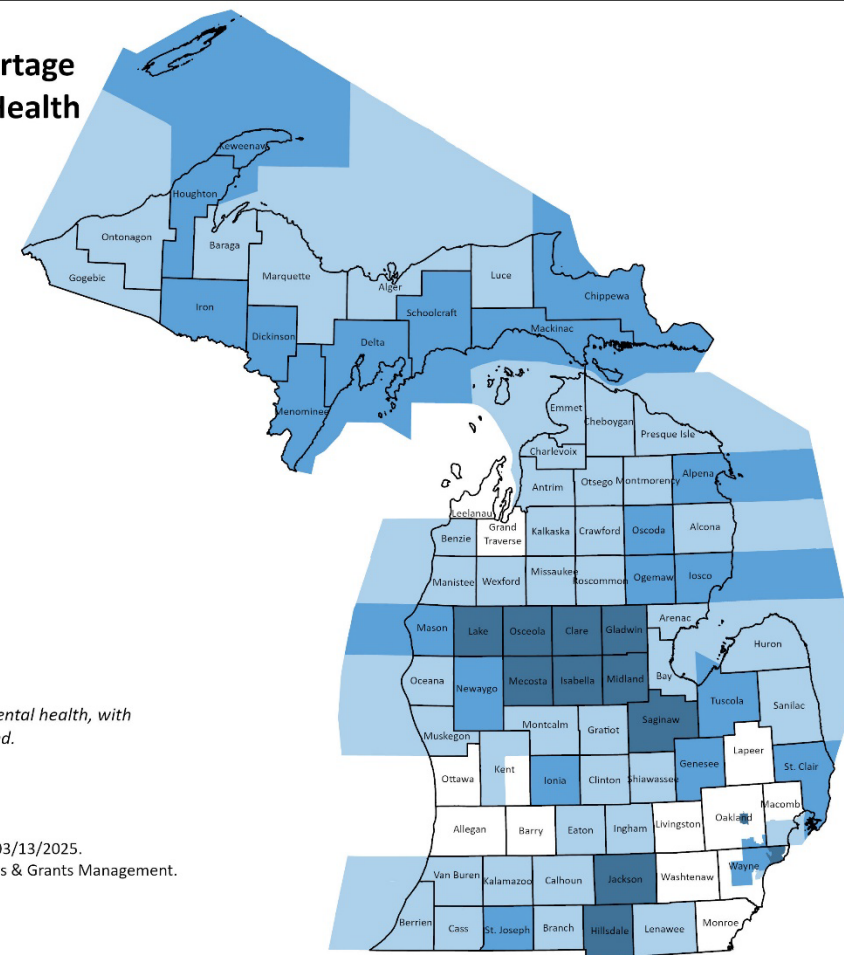 rtage
Health
Keweenaw
Houghton
Ontonagon
Baraga
Gogebic
Marquette
Alger
Luce
Chippewa
Iron
Schoolcraft
Dickinson
Delta
Mackinac
Menominee
Emmet
Cheboygan
Presque Isle
Charlevoix
Antrim
Otsego
Montmorency
Alpena
Leelanau
Grand
Traverse
Benzie
Kalkaska
Crawford
Oscoda
Alcona
Manistee
Wexford
Missaukee
Roscommon
Ogemaw
Iosco
Mason
Lake
Osceola
Clare
Gladwin
Arenac
Huron
Oceana
Newaygo
Mecosta
Isabella
Midland
Bay
Tuscola
Sanilac
ental health, with
d.
Muskegon
Montcalm
Gratiot
Saginaw
Lapeer
Ottawa
Kent
Ionia
Clinton
Shiawassee
Genesee
St. Clair
Allegan
Barry
Eaton
Ingham
Livingston
Oakland
Macomb
03/13/2025.
s & Grants Management.
Van Buren
Kalamazoo
Calhoun
Jackson
Washtenaw
Wayne
Berrien
Cass
St. Joseph
Branch
Hillsdale
Lenawee
Monroe